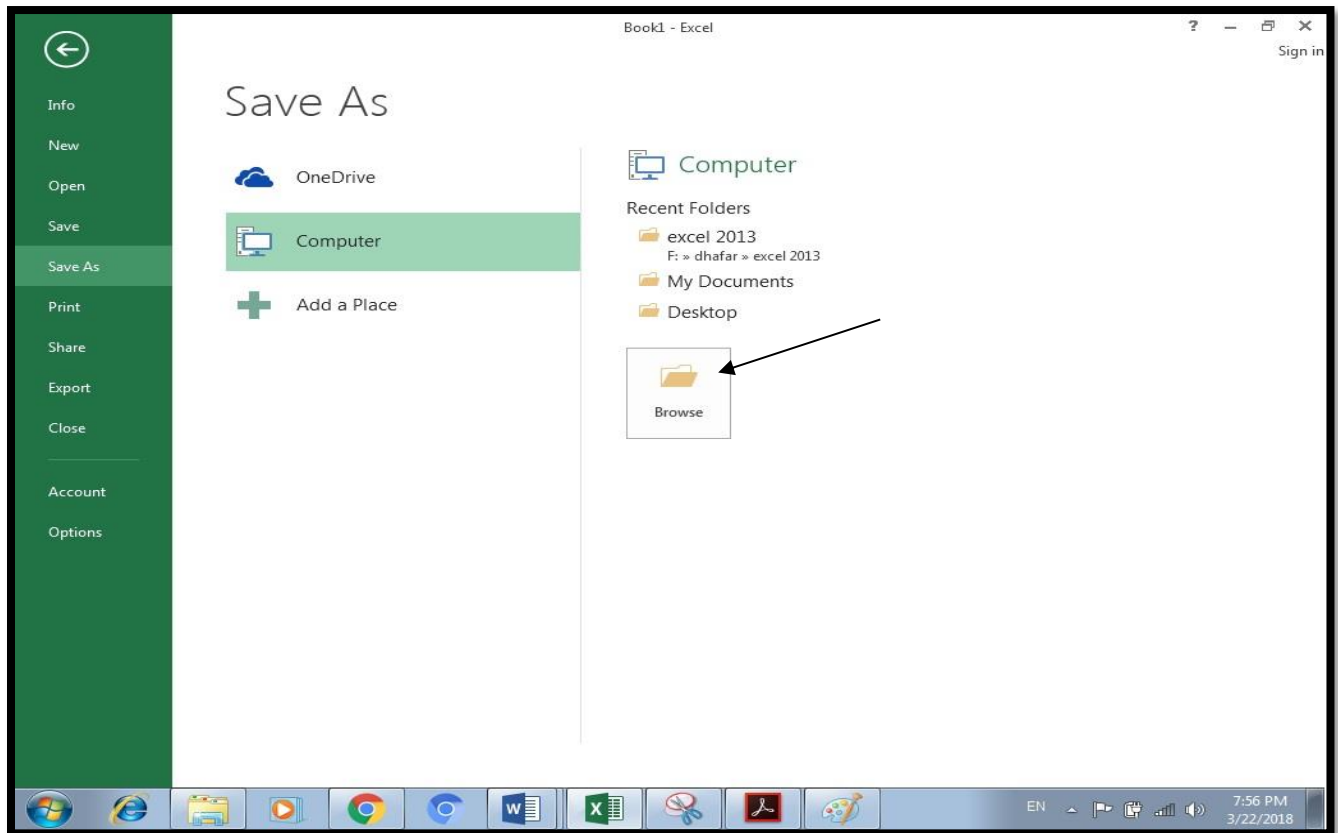 Book1 - Excel
?
Sign in
Info
New
Open
Save
Save As
Print
Share
Export
Close
Account
Options
Save As
OneDrive
Computer
Add a Place
Computer
Recent Folders
excel 2013
F: » dhafar » excel 2013
My Documents
Desktop
Browse
EN
7:56 PM
3/22/2018